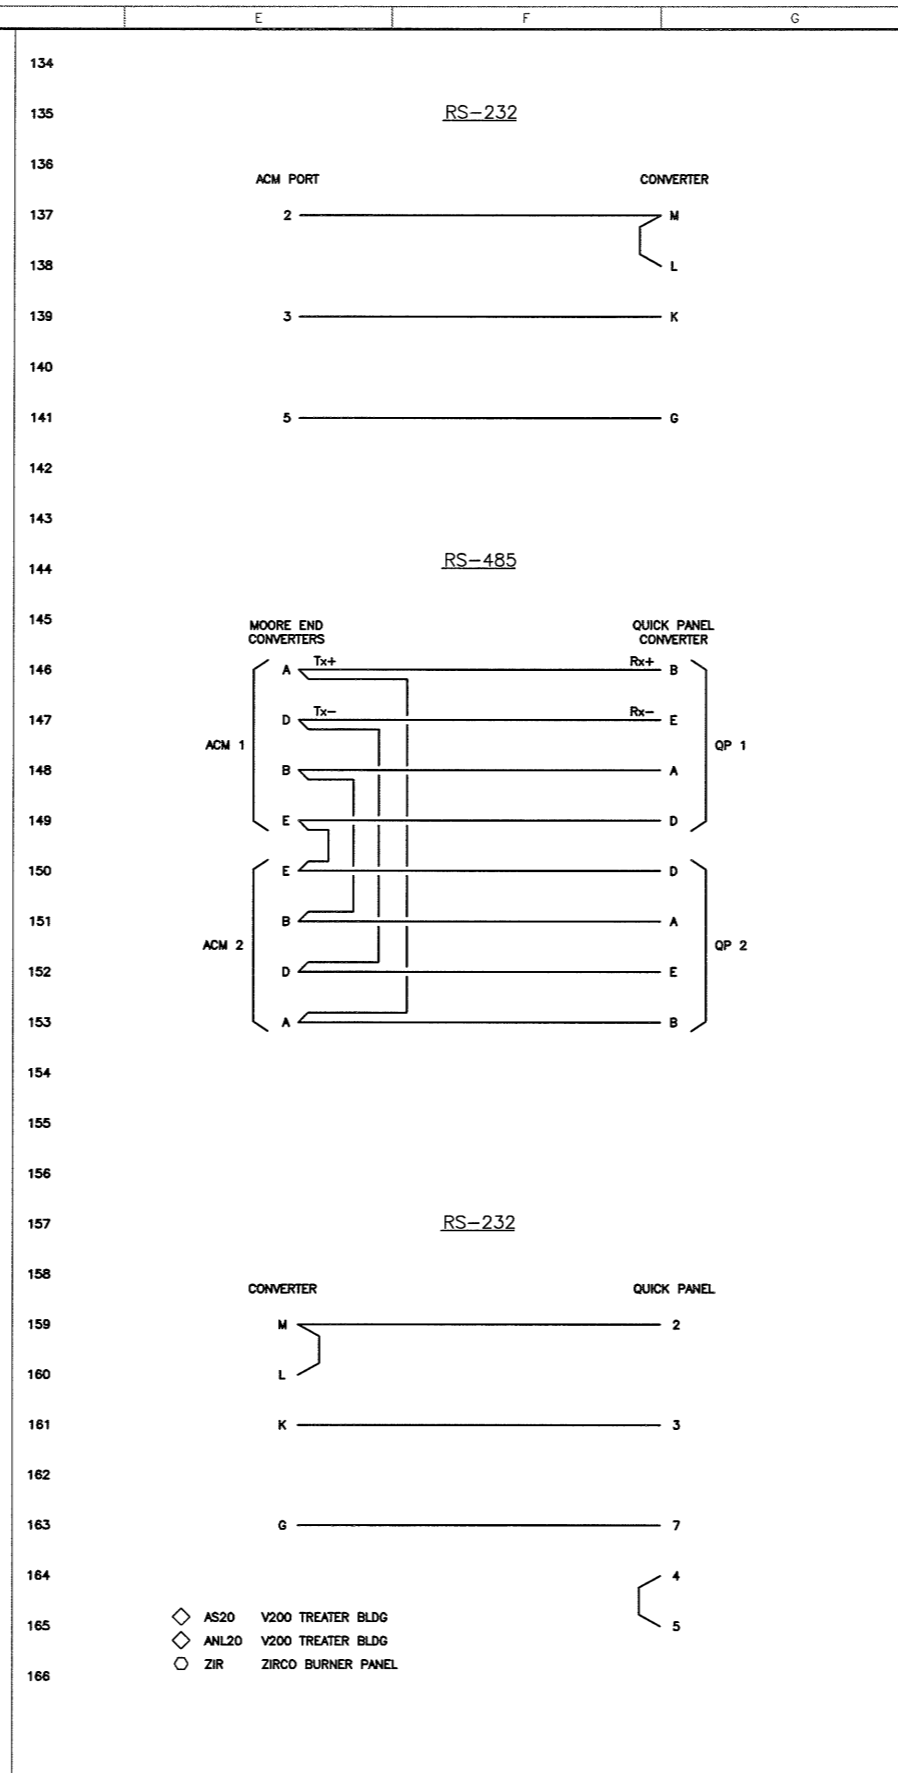 E F G
134
135 RS-232
136
ACM PORT CONVERTER
137 2 M
138 L
139 3 K
140
141 5 G
142
143
144 RS-485
145 MOORE END QUICK PANEL
CONVERTERS CONVERTER
146 A Tx+ Rx+ B
147 D Tx- Rx- E
ACM 1 QP 1
148 B A
149 E D
150 E D
151 B A
ACM 2 QP 2
152 D E
153 A B
154
155
156
157 RS-232
158
CONVERTER QUICK PANEL
159 M 2
160 L
161 K 3
162
163 G 7
164 4
AS20 V200 TREATER BLDG
165 5
ANL20 V200 TREATER BLDG
ZIR ZIRCO BURNER PANEL
166